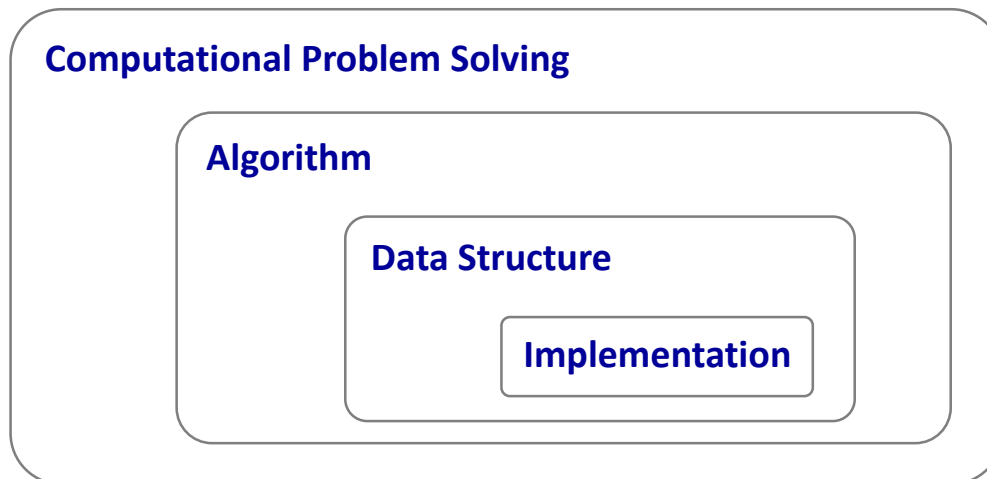 Computational Problem Solving
Algorithm
Data Structure
Implementation